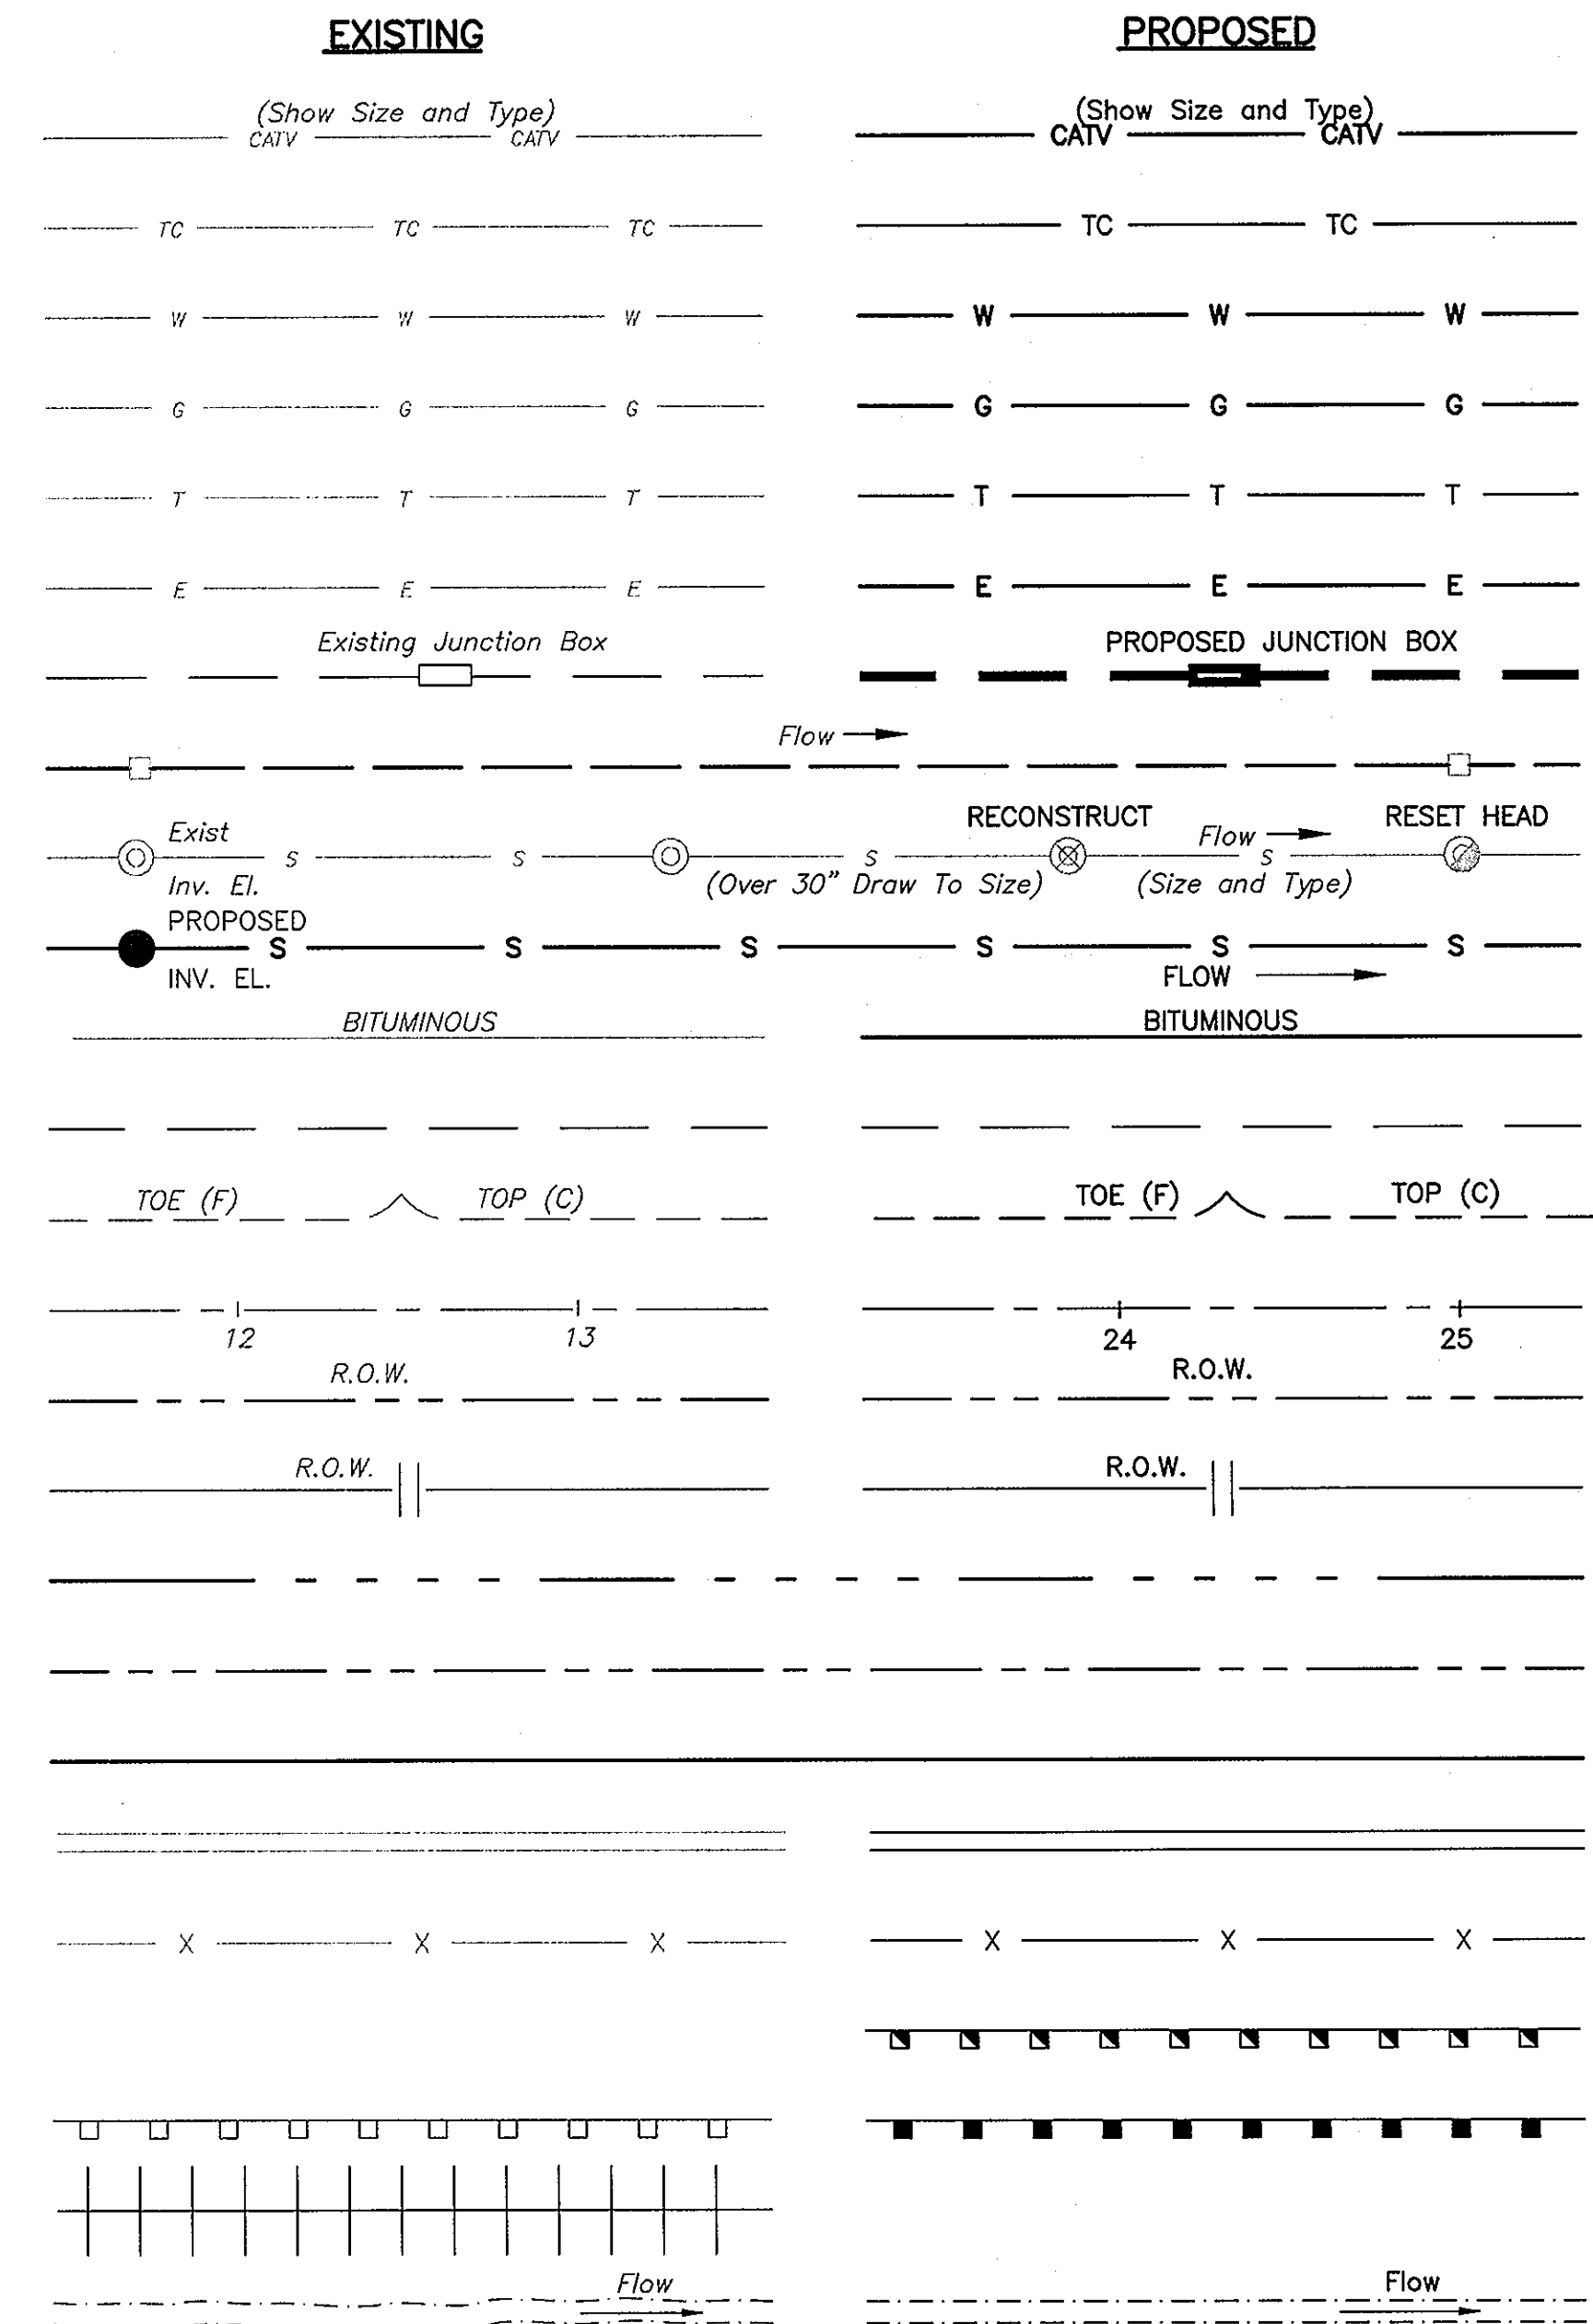 EXISTING PROPOSED
(Show Size and Type) (Show Size and Type)
CATV CATV CATV CATV
TC TC TC TC TC
W W W W W W
G G G G G G
T T T T T T
E E E E E E
Existing Junction Box PROPOSED JUNCTION BOX
Flow
Exist RECONSTRUCT Flow RESET HEAD
S S S S
Inv. El. (Over 30" Draw To Size) (Size and Type)
PROPOSED
S S S S S S
INV. EL. FLOW
BITUMINOUS BITUMINOUS
TOE (F) TOP (C) TOE (F) TOP (C)
12 13 24 25
R.O.W. R.O.W.
R.O.W. R.O.W.
X X X X X X
Flow Flow